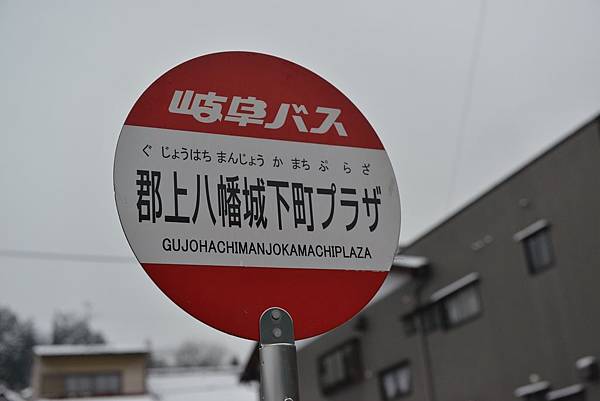 岐阜バス
ぐ じょうはち まんじょう か まち ぷ ら ざ
郡上八幡城下町プラザ
GUJOHACHIMANJOKAMACHIPLAZA